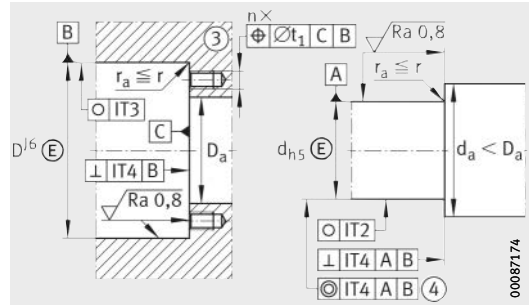 B
n×
③
⌖ Ø t₁ C B
rₐ ≦ r
○ IT3
C
D^J6 Ⓔ
Dₐ
⊥ IT4 B
Ra 0,8
Ra 0,8
rₐ ≦ r
A
d_h5 Ⓔ
dₐ < Dₐ
○ IT2
⊥ IT4 A B
◎ IT4 A B ④
00087174